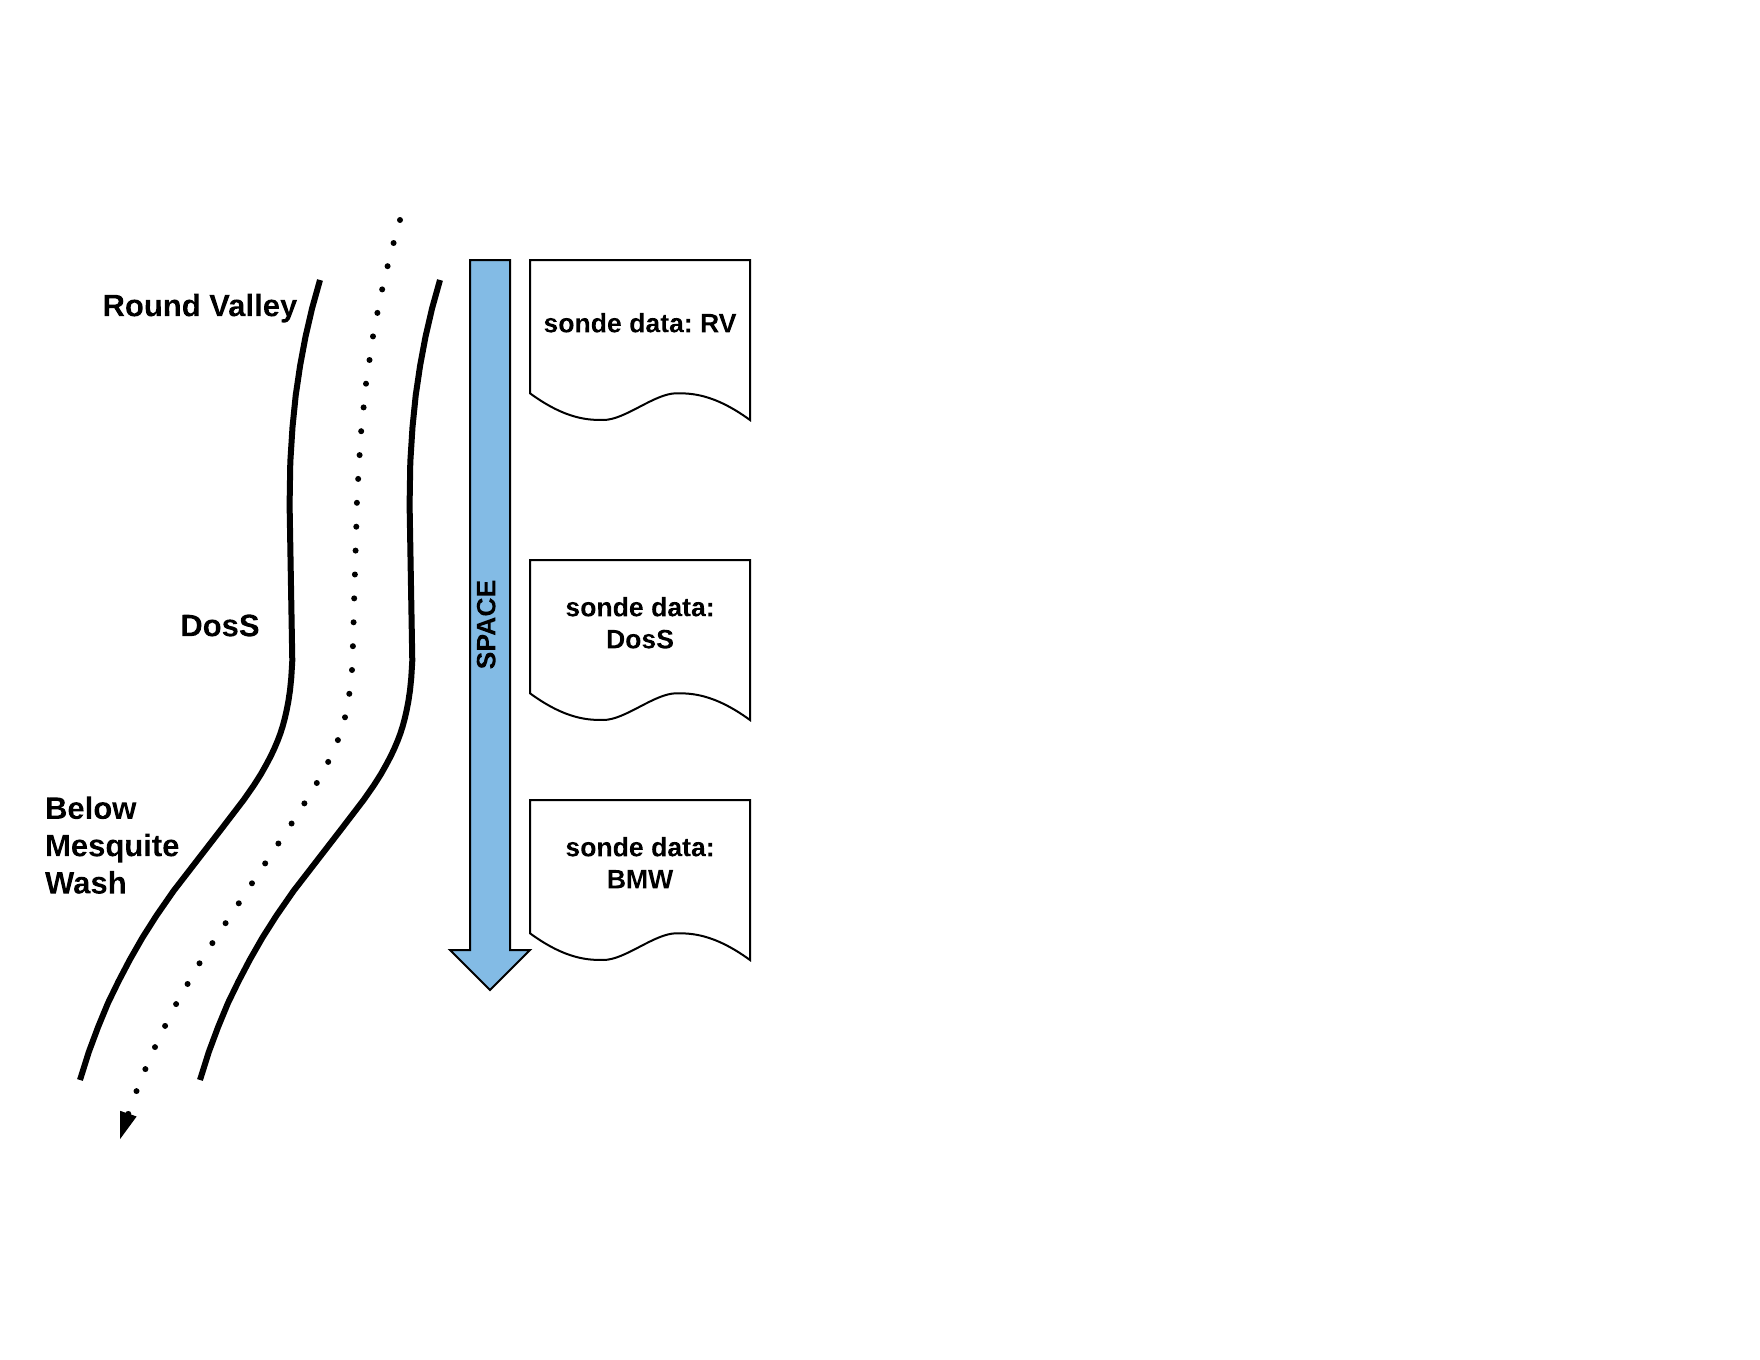 Round Valley
sonde data: RV
SPACE
DosS
sonde data:
DosS
Below
Mesquite
Wash
sonde data:
BMW